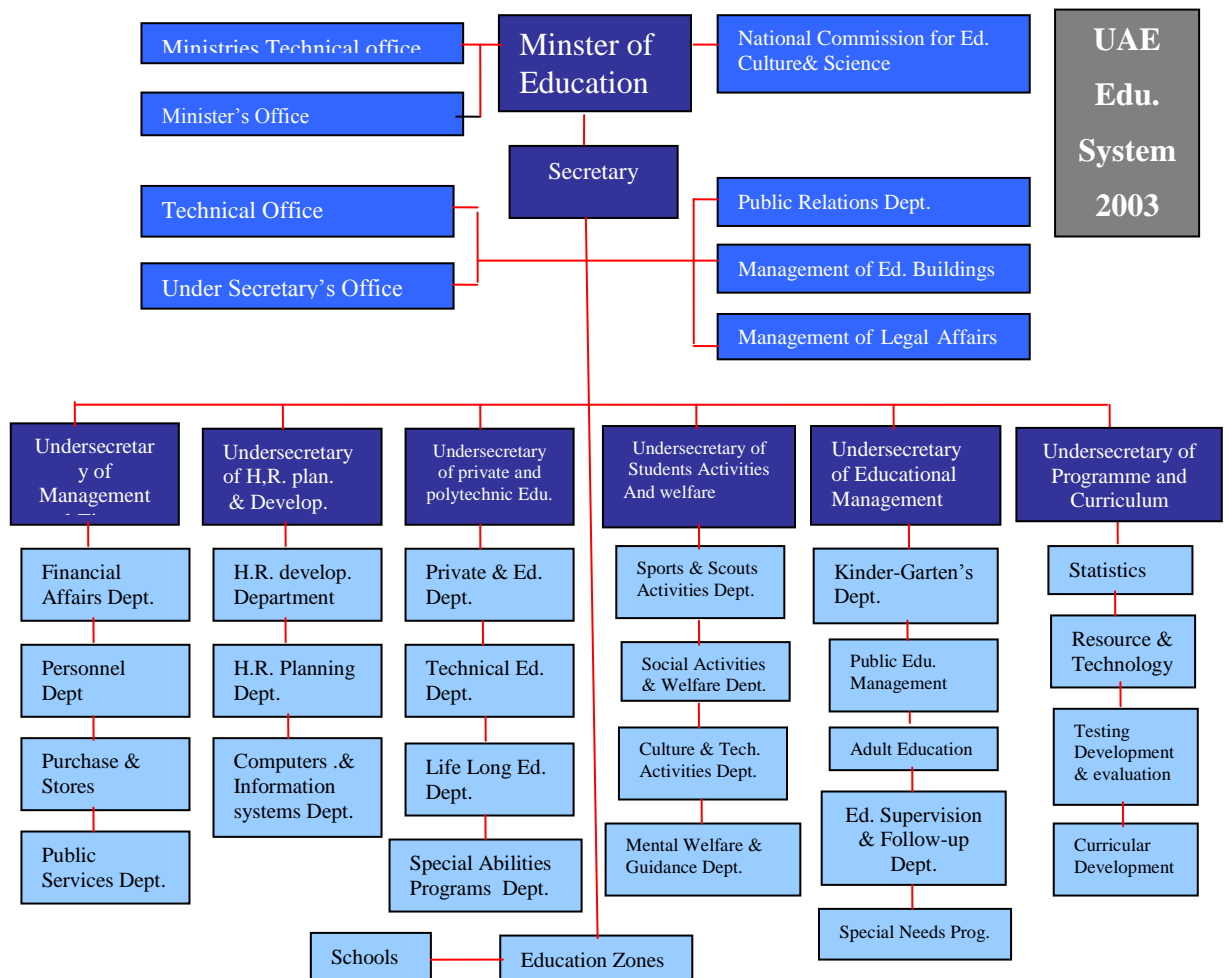 Ministries Technical office
Minster of
Education
National Commission for Ed.
Culture& Science
UAE
Edu.
System
2003
Minister's Office
Secretary
Technical Office
Under Secretary's Office
Public Relations Dept.
Management of Ed. Buildings
Management of Legal Affairs
Undersecretar
y of
Management
Undersecretary
of H,R. plan.
& Develop.
Undersecretary
of private and
polytechnic Edu.
Undersecretary of
Students Activities
And welfare
Undersecretary
of Educational
Management
Undersecretary of
Programme and
Curriculum
Financial
Affairs Dept.
Personnel
Dept
Purchase &
Stores
Public
Services Dept.
H.R. develop.
Department
H.R. Planning
Dept.
Computers .&
Information
systems Dept.
Private & Ed.
Dept.
Technical Ed.
Dept.
Life Long Ed.
Dept.
Special Abilities
Programs Dept.
Sports & Scouts
Activities Dept.
Social Activities
& Welfare Dept.
Culture & Tech.
Activities Dept.
Mental Welfare &
Guidance Dept.
Kinder-Garten's
Dept.
Public Edu.
Management
Adult Education
Ed. Supervision
& Follow-up
Dept.
Special Needs Prog.
Statistics
Resource &
Technology
Testing
Development
& evaluation
Curricular
Development
Schools
Education Zones